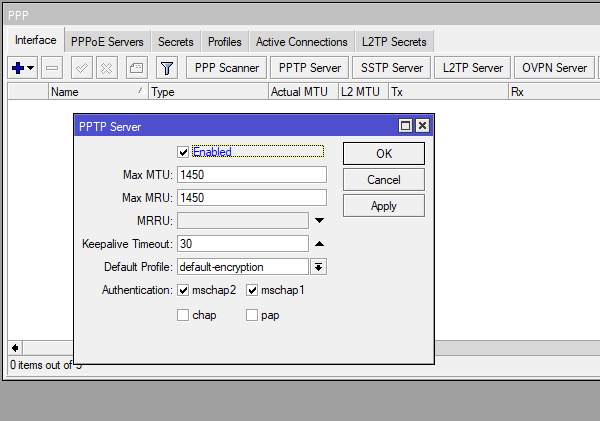 PPP
Interface PPPoE Servers Secrets Profiles Active Connections L2TP Secrets
PPP Scanner PPTP Server SSTP Server L2TP Server OVPN Server
Name / Type Actual MTU L2 MTU Tx Rx
PPTP Server
Enabled
OK
Max MTU: 1450
Cancel
Max MRU: 1450
Apply
MRRU:
Keepalive Timeout: 30
Default Profile: default-encryption
Authentication: mschap2 mschap1
chap pap
0 items out of